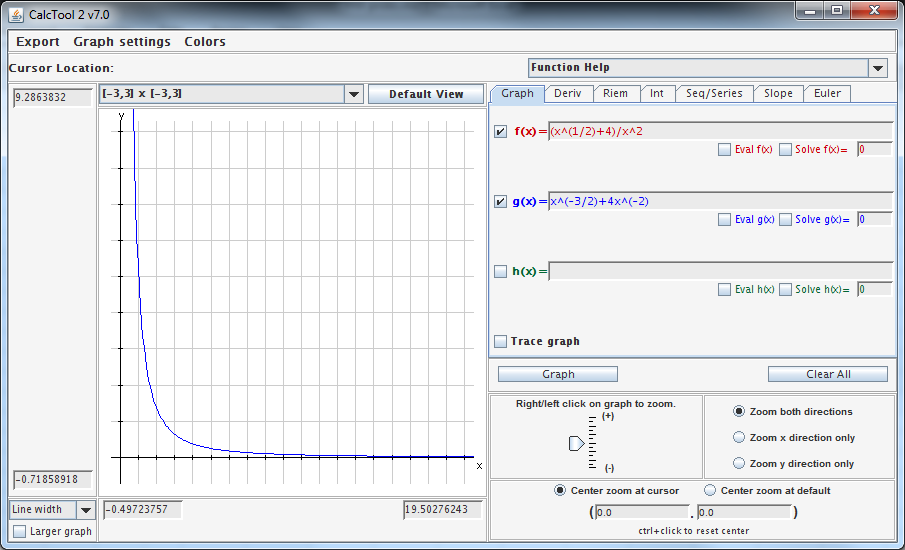 CalcTool 2 v7.0
Export Graph settings Colors
Cursor Location:
Function Help
9.2863832
[-3,3] x [-3,3]
Default View
Graph Deriv Riem Int Seq/Series Slope Euler
y
f(x)= (x^(1/2)+4)/x^2
Eval f(x) Solve f(x)= 0
g(x)= x^(-3/2)+4x^(-2)
Eval g(x) Solve g(x)= 0
h(x)=
Eval h(x) Solve h(x)= 0
Trace graph
Graph Clear All
Right/left click on graph to zoom.
(+)
(-)
Zoom both directions
Zoom x direction only
Zoom y direction only
x
-0.71858918
Line width
-0.49723757
19.50276243
Larger graph
Center zoom at cursor Center zoom at default
( 0.0 , 0.0 )
ctrl+click to reset center